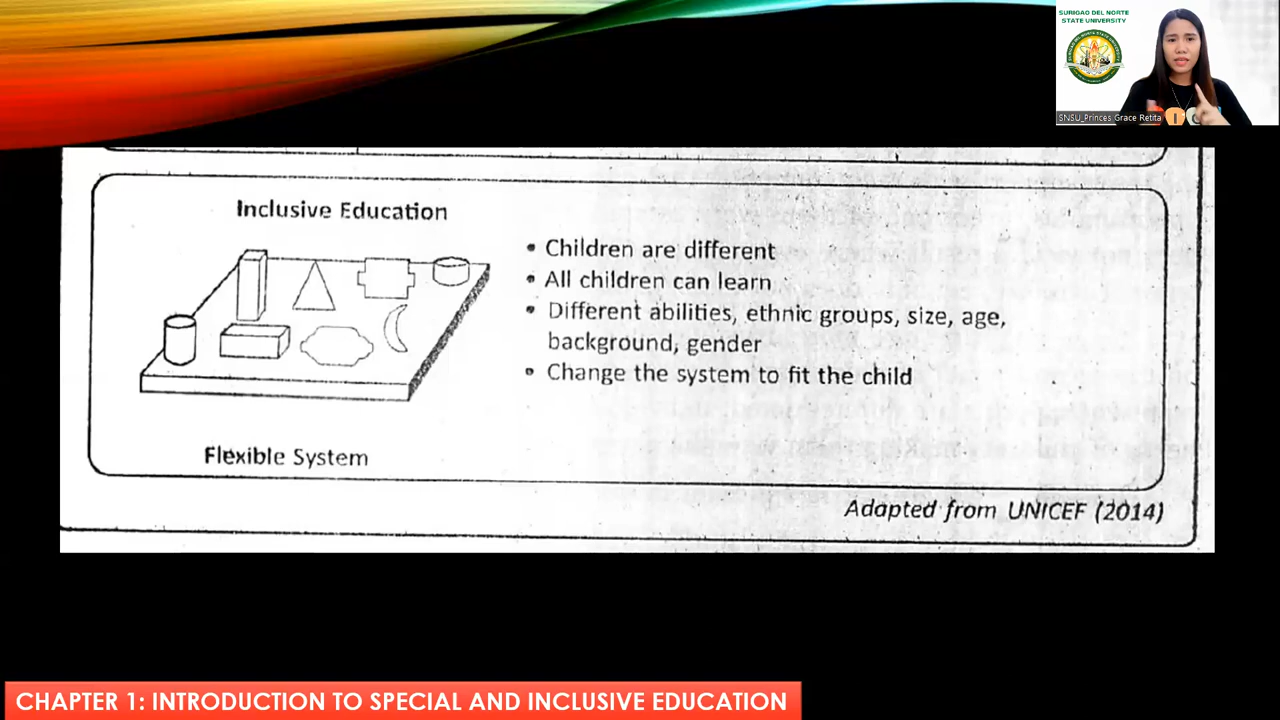 SURIGAO DEL NORTE
STATE UNIVERSITY
SNSU_Princes Grace Retita
Inclusive Education
• Children are different
• All children can learn
• Different abilities, ethnic groups, size, age,
background, gender
• Change the system to fit the child
Flexible System
Adapted from UNICEF (2014)
CHAPTER 1: INTRODUCTION TO SPECIAL AND INCLUSIVE EDUCATION